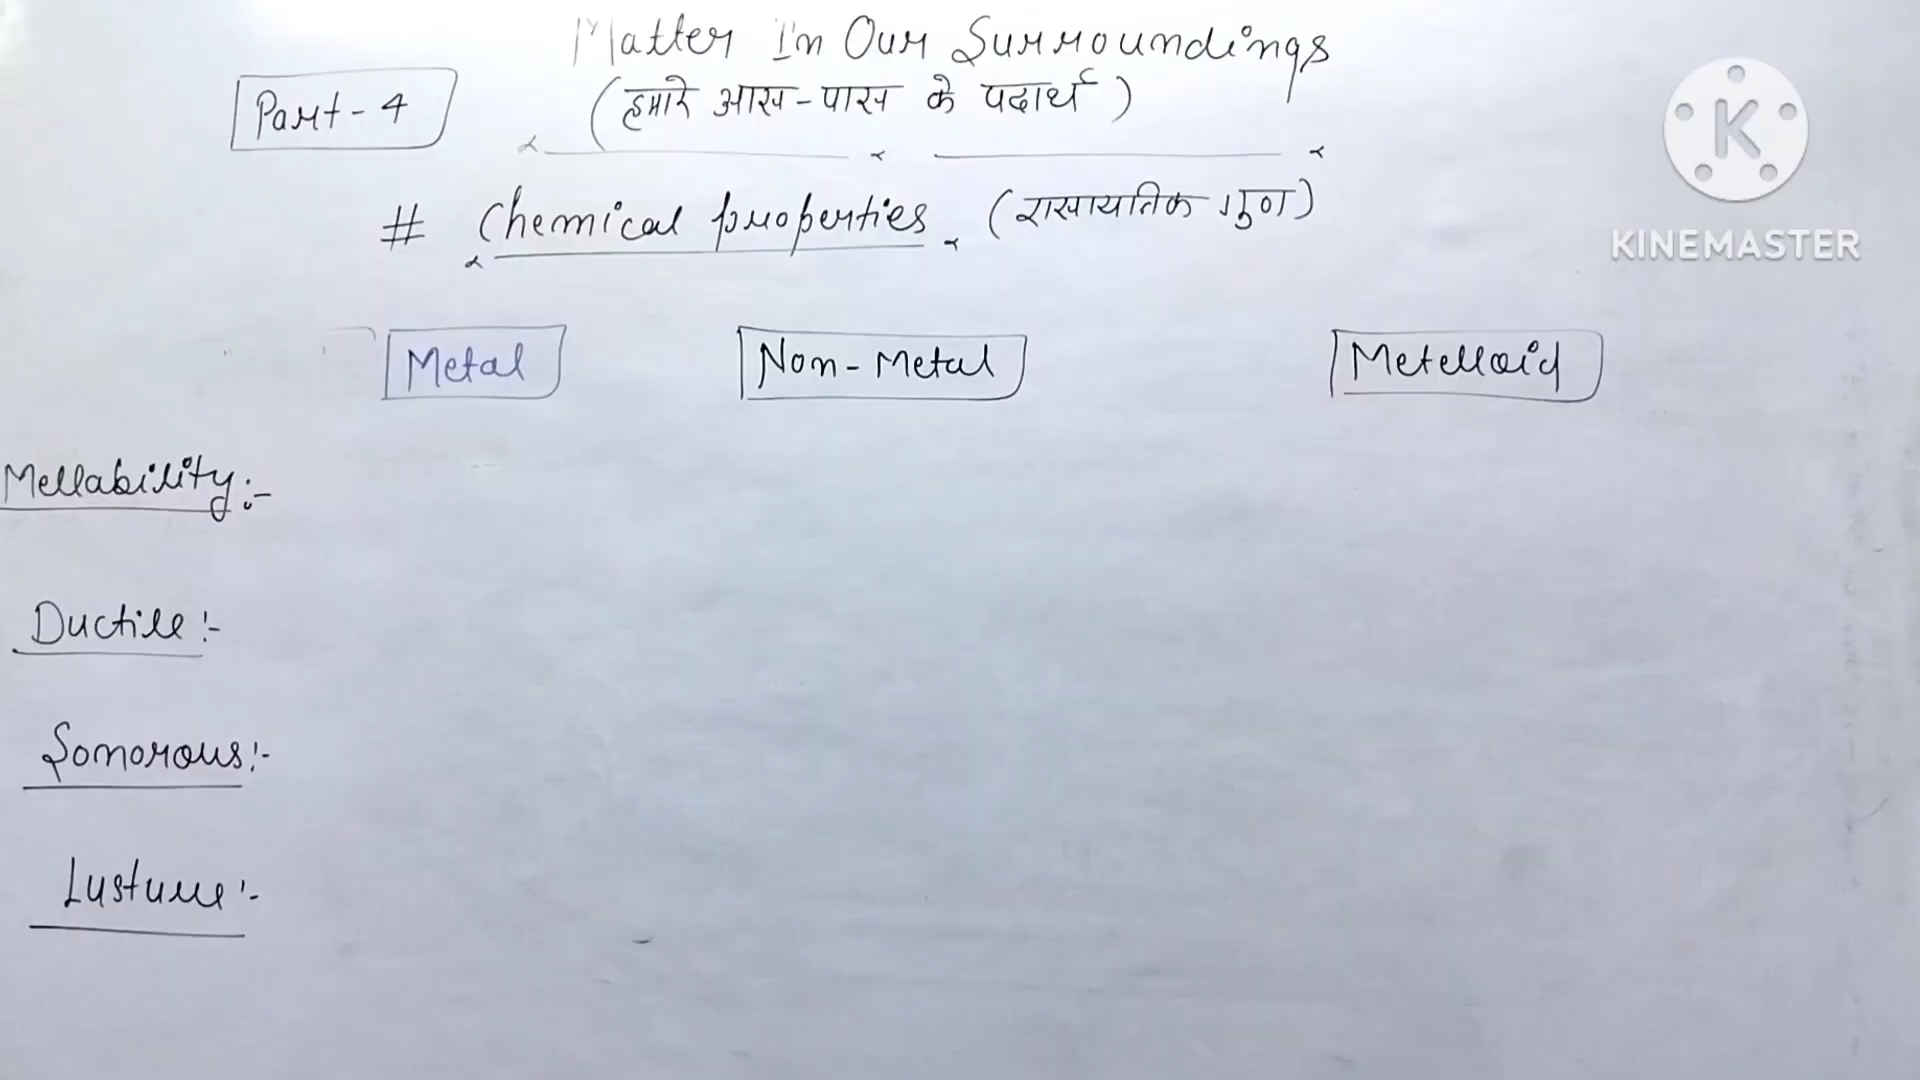 Matter In Our Surroundings
Part-4
(हमारे आस-पास के पदार्थ)
# Chemical properties (रासायतिक गुण)
K
KINEMASTER
Metal Non-Metal Metelloid
Mellability:-
Ductile:-
Sonorous:-
Lusture:-